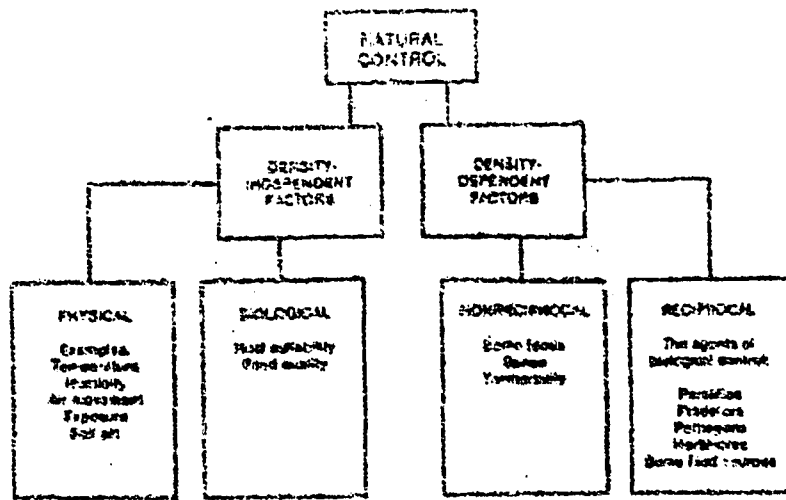 NATURAL
CONTROL
DENSITY-
INDEPENDENT
FACTORS
DENSITY-
DEPENDENT
FACTORS
PHYSICAL
Examples
Temperature
Humidity
Air movement
Exposure
Soil pH
BIOLOGICAL
Host suitability
Food quality
NONRECIPROCAL
Some foods
Space
Territoriality
RECIPROCAL
The agents of
biological control:
Parasites
Predators
Pathogens
Herbivores
Some food sources